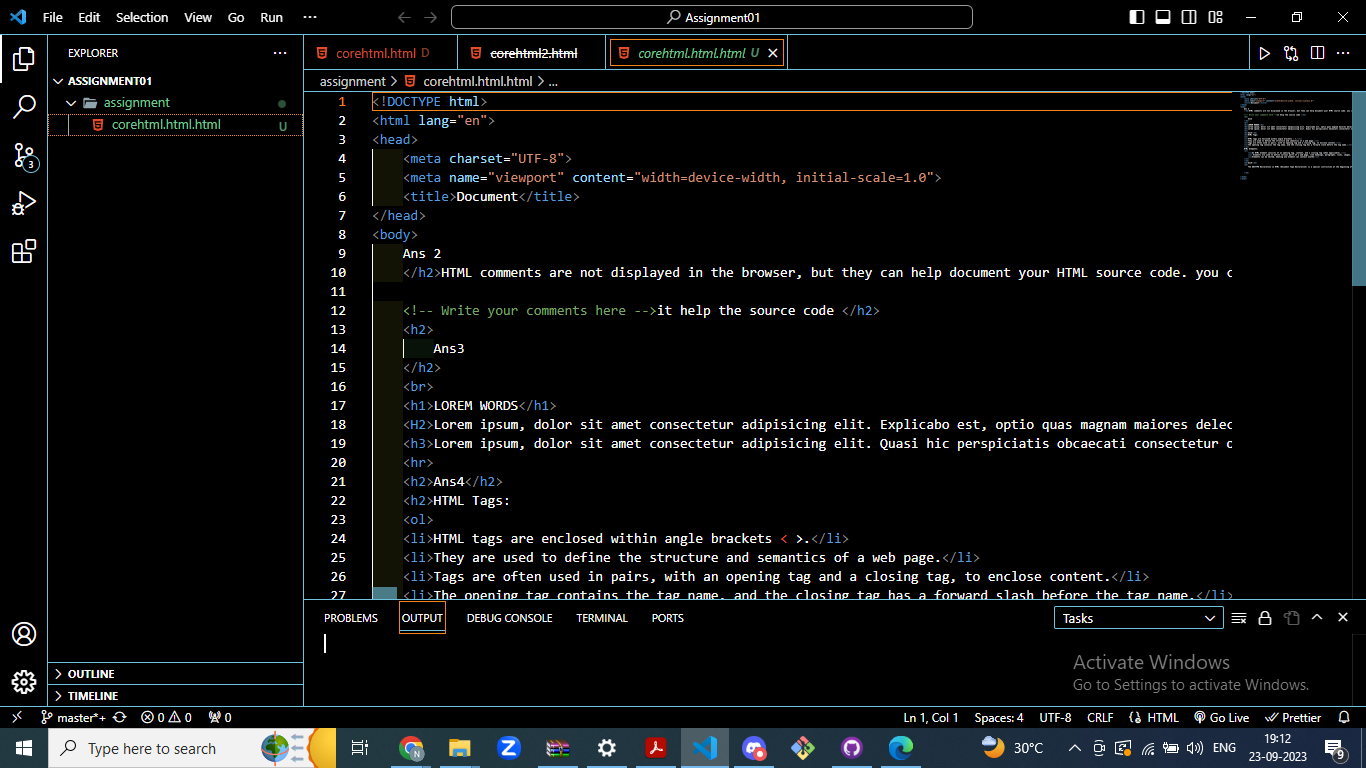 File Edit Selection View Go Run ··· Assignment01
EXPLORER ···
corehtml.html D corehtml2.html corehtml.html.html U
ASSIGNMENT01
assignment
corehtml.html.html U
assignment > corehtml.html.html > ...
1 <!DOCTYPE html>
2 <html lang="en">
3 <head>
4 <meta charset="UTF-8">
5 <meta name="viewport" content="width=device-width, initial-scale=1.0">
6 <title>Document</title>
7 </head>
8 <body>
9 Ans 2
10 </h2>HTML comments are not displayed in the browser, but they can help document your HTML source code. you c
11
12 <!-- Write your comments here -->it help the source code </h2>
13 <h2>
14 Ans3
15 </h2>
16 <br>
17 <h1>LOREM WORDS</h1>
18 <H2>Lorem ipsum, dolor sit amet consectetur adipisicing elit. Explicabo est, optio quas magnam maiores delec
19 <h3>Lorem ipsum, dolor sit amet consectetur adipisicing elit. Quasi hic perspiciatis obcaecati consectetur
20 <hr>
21 <h2>Ans4</h2>
22 <h2>HTML Tags:
23 <ol>
24 <li>HTML tags are enclosed within angle brackets < >.</li>
25 <li>They are used to define the structure and semantics of a web page.</li>
26 <li>Tags are often used in pairs, with an opening tag and a closing tag, to enclose content.</li>
27 <li>The opening tag contains the tag name, and the closing tag has a forward slash before the tag name.</li>
PROBLEMS OUTPUT DEBUG CONSOLE TERMINAL PORTS Tasks
Activate Windows
Go to Settings to activate Windows.
OUTLINE
TIMELINE
3
master*+ 0 0 0 Ln 1, Col 1 Spaces: 4 UTF-8 CRLF HTML Go Live Prettier
Type here to search 30°C ENG 19:12
23-09-2023 9